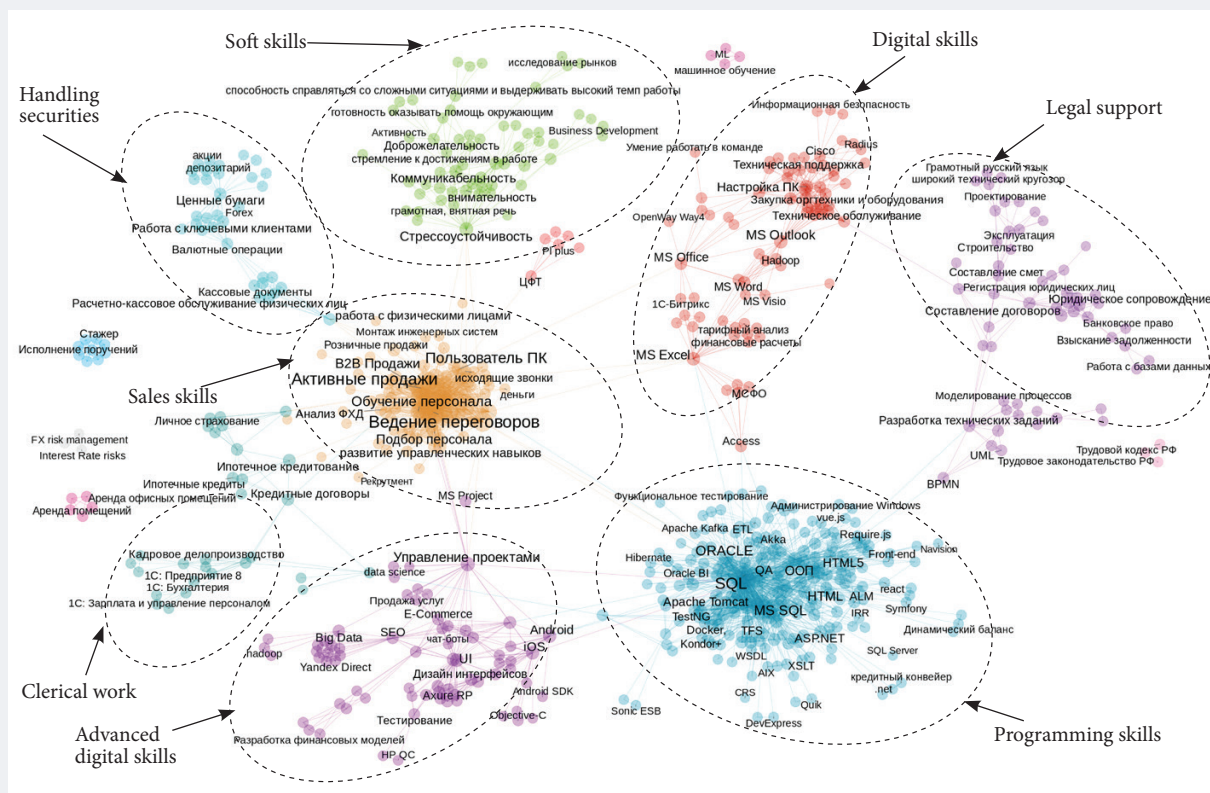 Soft skills
Digital skills
Handling
securities
Legal support
ML
машинное обучение
исследование рынков
способность справляться со сложными ситуациями и выдерживать высокий темп работы
готовность оказывать помощь окружающим
Активность
Business Development
Доброжелательность
стремление к достижениям в работе
Коммуникабельность
внимательность
грамотная, внятная речь
Стрессоустойчивость
PI plus
ЦФТ
акции
депозитарий
Ценные бумаги
Forex
Работа с ключевыми клиентами
Валютные операции
Кассовые документы
Расчетно-кассовое обслуживание физических лиц
Информационная безопасность
Умение работать в команде
Cisco
Radius
Техническая поддержка
Настройка ПК
Закупка оргтехники и оборудования
OpenWay Way4
Техническое обслуживание
MS Outlook
MS Office
Hadoop
MS Word
1С-Битрикс
MS Visio
тарифный анализ
финансовые расчеты
MS Excel
МСФО
Access
Грамотный русский язык
широкий технический кругозор
Проектирование
Эксплуатация
Строительство
Составление смет
Регистрация юридических лиц
Юридическое сопровождение
Составление договоров
Банковское право
Взыскание задолженности
Работа с базами данных
Моделирование процессов
Разработка технических заданий
UML
BPMN
Трудовой кодекс РФ
Трудовое законодательство РФ
Стажер
Исполнение поручений
Sales skills
работа с физическими лицами
Монтаж инженерных систем
Розничные продажи
B2B Продажи
Пользователь ПК
Активные продажи
исходящие звонки
деньги
Обучение персонала
Анализ ФХД
Ведение переговоров
Подбор персонала
развитие управленческих навыков
Рекрутмент
MS Project
Личное страхование
FX risk management
Interest Rate risks
Ипотечное кредитование
Ипотечные кредиты
Кредитные договоры
Аренда офисных помещений
Аренда помещений
Кадровое делопроизводство
1С: Предприятие 8
1С: Бухгалтерия
1С: Зарплата и управление персоналом
Clerical work
Advanced
digital skills
Управление проектами
data science
Продажа услуг
E-Commerce
SEO
чат-боты
Android
iOS
Big Data
hadoop
Yandex Direct
UI
Дизайн интерфейсов
Axure RP
Android SDK
Тестирование
Objective-C
Разработка финансовых моделей
HP QC
Функциональное тестирование
Администрирование Windows
vue.js
Apache Kafka
ETL
Akka
Require.js
Hibernate
ORACLE
Front-end
Navision
Oracle BI
QA
ООП
HTML5
SQL
react
Apache Tomcat
MS SQL
HTML
ALM
TestNG
IRR
Symfony
Docker,
TFS
Kondor+
ASP.NET
Динамический баланс
WSDL
SQL Server
XSLT
AIX
кредитный конвейер
.net
CRS
Quik
Sonic ESB
DevExpress
Programming skills